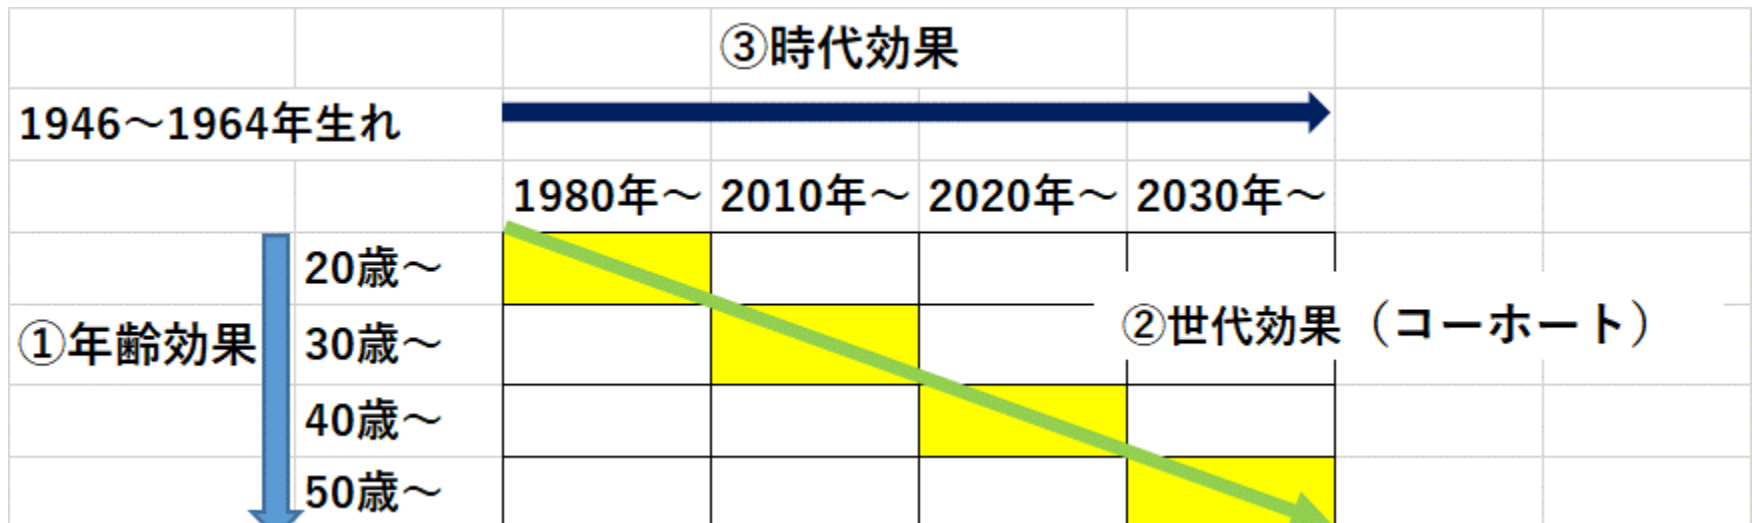 ③時代効果
1946～1964年生れ
1980年～ 2010年～ 2020年～ 2030年～
20歳～
②世代効果（コーホート）
①年齢効果 30歳～
40歳～
50歳～